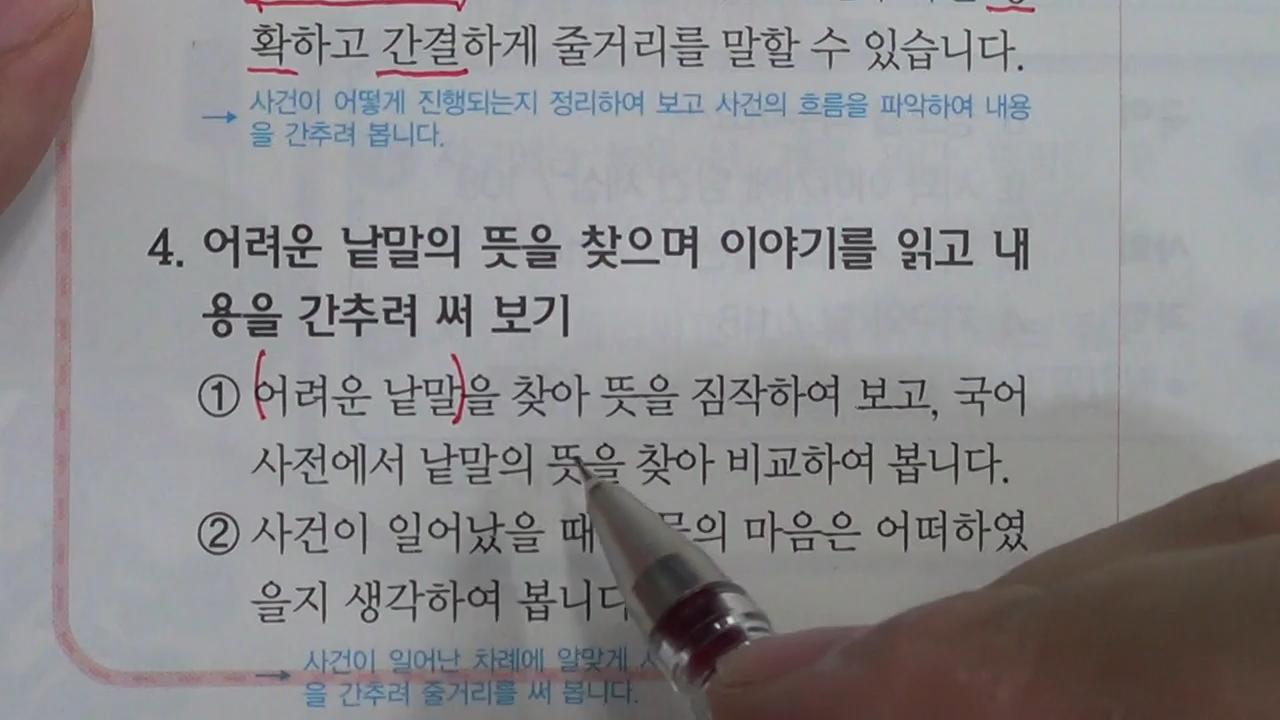 확하고 간결하게 줄거리를 말할 수 있습니다.
→ 사건이 어떻게 진행되는지 정리하여 보고 사건의 흐름을 파악하여 내용
을 간추려 봅니다.
4. 어려운 낱말의 뜻을 찾으며 이야기를 읽고 내
용을 간추려 써 보기
① (어려운 낱말)을 찾아 뜻을 짐작하여 보고, 국어
사전에서 낱말의 뜻을 찾아 비교하여 봅니다.
② 사건이 일어났을 때 의 마음은 어떠하였
을지 생각하여 봅니다
→ 사건이 일어난 차례에 알맞게
을 간추려 줄거리를 써 봅니다.